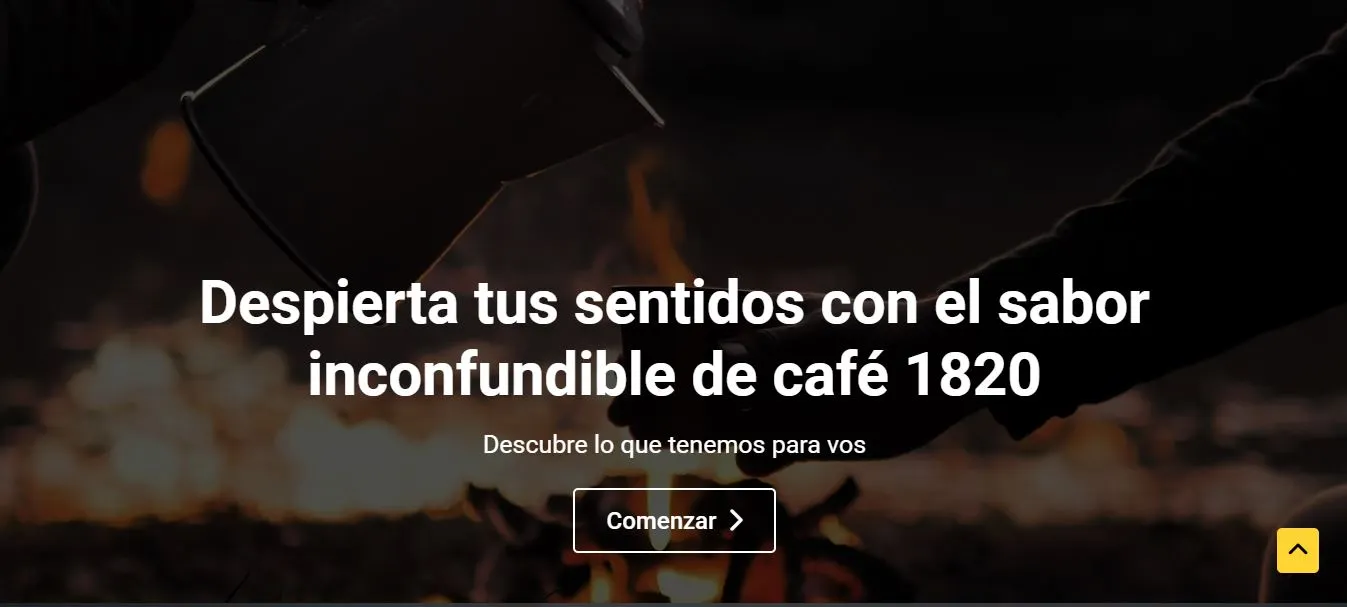 Despierta tus sentidos con el sabor
inconfundible de café 1820
Descubre lo que tenemos para vos
Comenzar